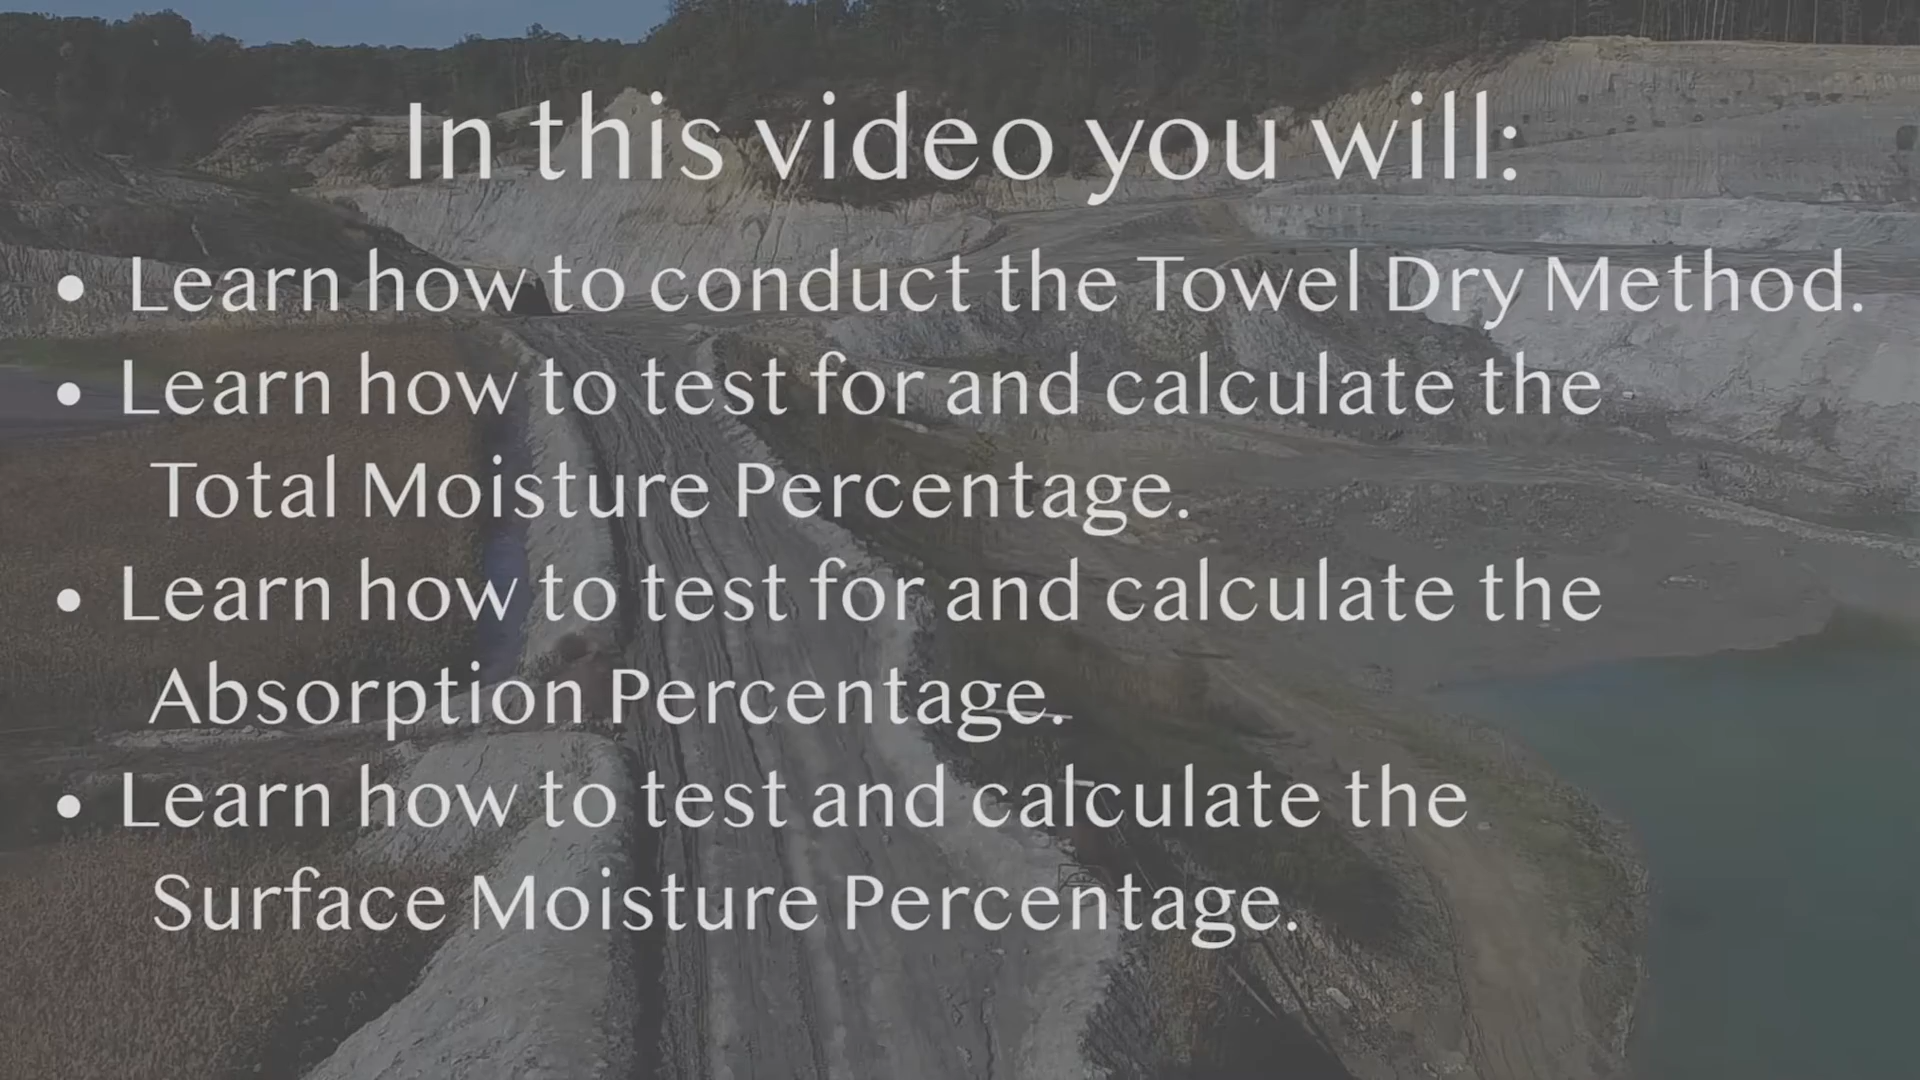 In this video you will:
• Learn how to conduct the Towel Dry Method.
• Learn how to test for and calculate the
Total Moisture Percentage.
• Learn how to test for and calculate the
Absorption Percentage.
• Learn how to test and calculate the
Surface Moisture Percentage.